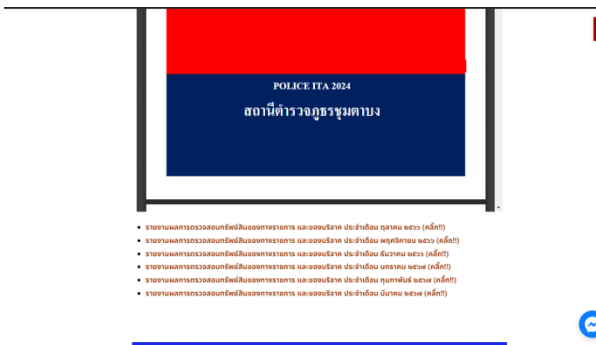 POLICE ITA 2024
สถานีตำรวจภูธรชุมตาบง
รายงานผลการตรวจสอบทรัพย์สินของทางราชการ และของบริจาค ประจำเดือน ตุลาคม ๒๕๖๖ (คลิ๊ก!!)
รายงานผลการตรวจสอบทรัพย์สินของทางราชการ และของบริจาค ประจำเดือน พฤศจิกายน ๒๕๖๖ (คลิ๊ก!!)
รายงานผลการตรวจสอบทรัพย์สินของทางราชการ และของบริจาค ประจำเดือน ธันวาคม ๒๕๖๖ (คลิ๊ก!!)
รายงานผลการตรวจสอบทรัพย์สินของทางราชการ และของบริจาค ประจำเดือน มกราคม ๒๕๖๗ (คลิ๊ก!!)
รายงานผลการตรวจสอบทรัพย์สินของทางราชการ และของบริจาค ประจำเดือน กุมภาพันธ์ ๒๕๖๗ (คลิ๊ก!!)
รายงานผลการตรวจสอบทรัพย์สินของทางราชการ และของบริจาค ประจำเดือน มีนาคม ๒๕๖๗ (คลิ๊ก!!)